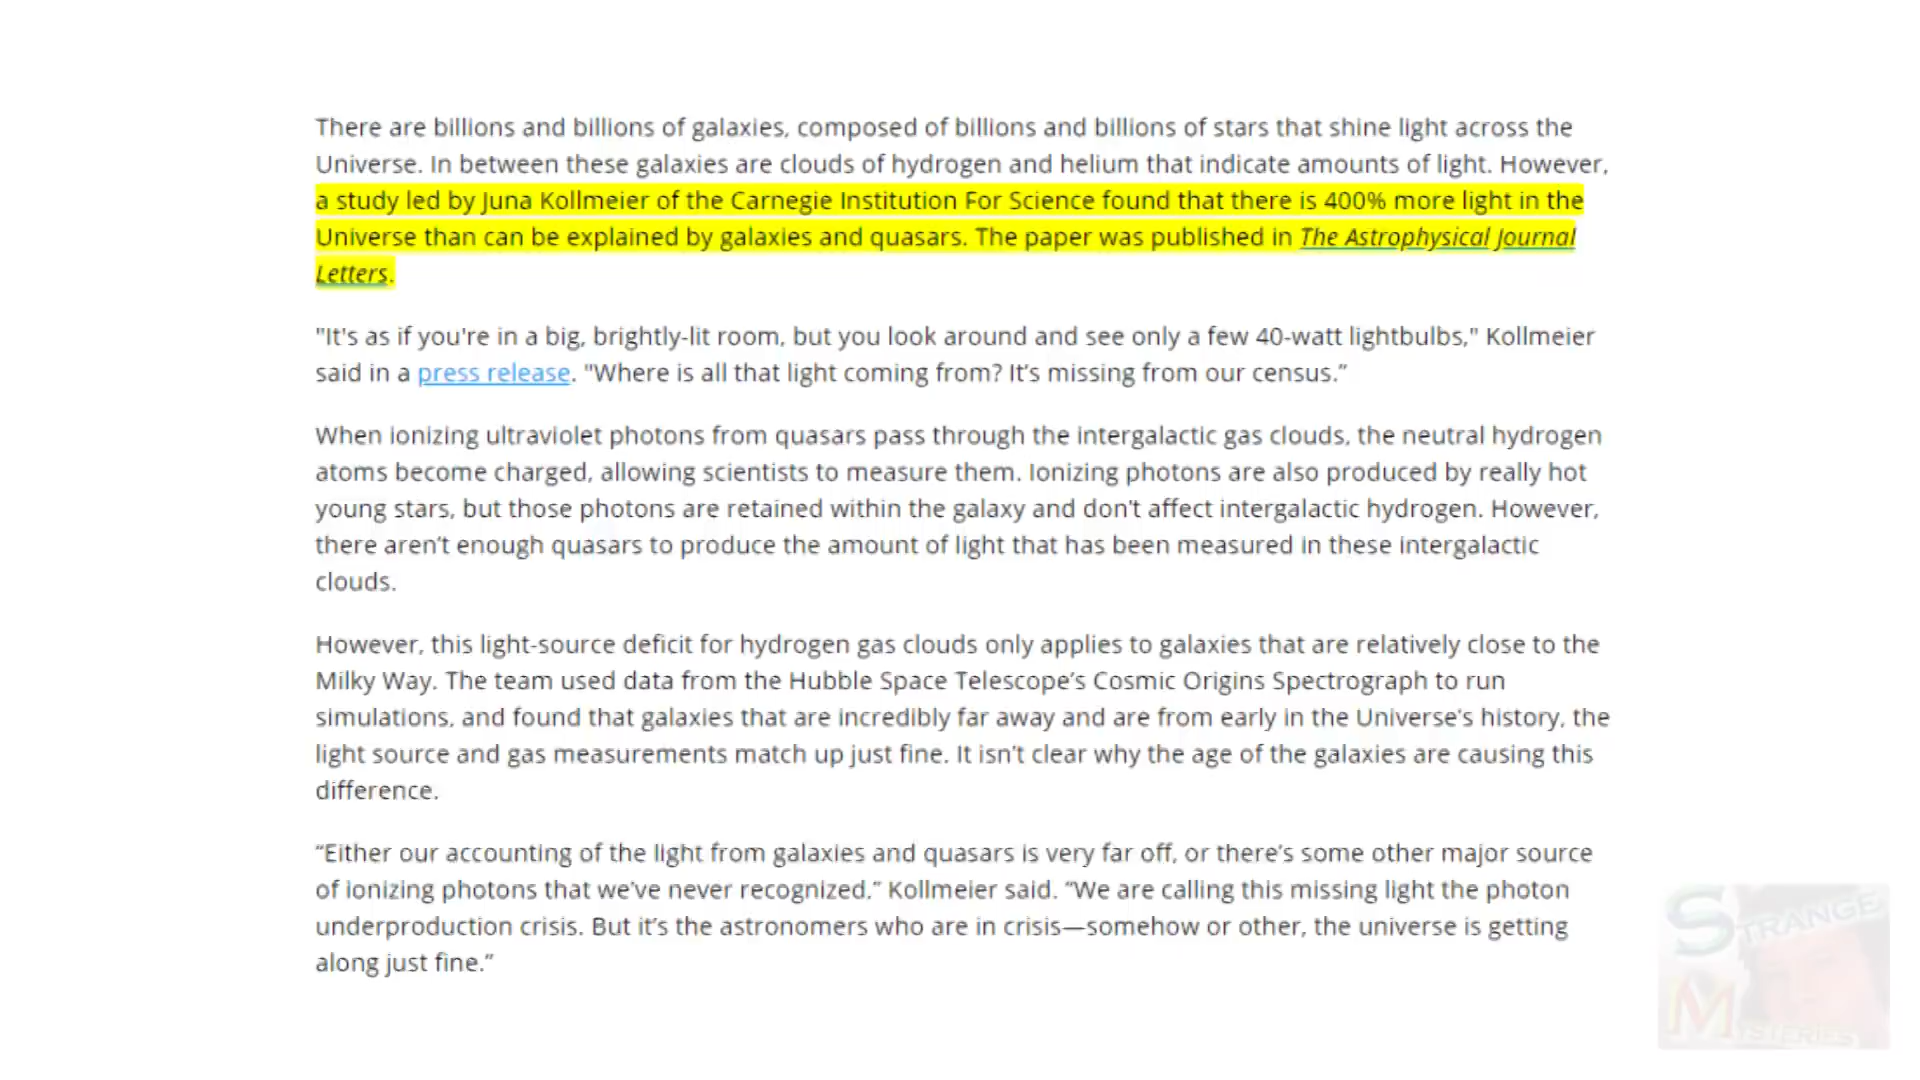 There are billions and billions of galaxies, composed of billions and billions of stars that shine light across the
Universe. In between these galaxies are clouds of hydrogen and helium that indicate amounts of light. However,
a study led by Juna Kollmeier of the Carnegie Institution For Science found that there is 400% more light in the
Universe than can be explained by galaxies and quasars. The paper was published in The Astrophysical Journal
Letters.
"It's as if you're in a big, brightly-lit room, but you look around and see only a few 40-watt lightbulbs," Kollmeier
said in a press release. "Where is all that light coming from? It’s missing from our census.”
When ionizing ultraviolet photons from quasars pass through the intergalactic gas clouds, the neutral hydrogen
atoms become charged, allowing scientists to measure them. Ionizing photons are also produced by really hot
young stars, but those photons are retained within the galaxy and don't affect intergalactic hydrogen. However,
there aren’t enough quasars to produce the amount of light that has been measured in these intergalactic
clouds.
However, this light-source deficit for hydrogen gas clouds only applies to galaxies that are relatively close to the
Milky Way. The team used data from the Hubble Space Telescope’s Cosmic Origins Spectrograph to run
simulations, and found that galaxies that are incredibly far away and are from early in the Universe’s history, the
light source and gas measurements match up just fine. It isn’t clear why the age of the galaxies are causing this
difference.
“Either our accounting of the light from galaxies and quasars is very far off, or there’s some other major source
of ionizing photons that we’ve never recognized.” Kollmeier said. “We are calling this missing light the photon
underproduction crisis. But it’s the astronomers who are in crisis—somehow or other, the universe is getting
along just fine.”
STRANGE
MYSTERIES